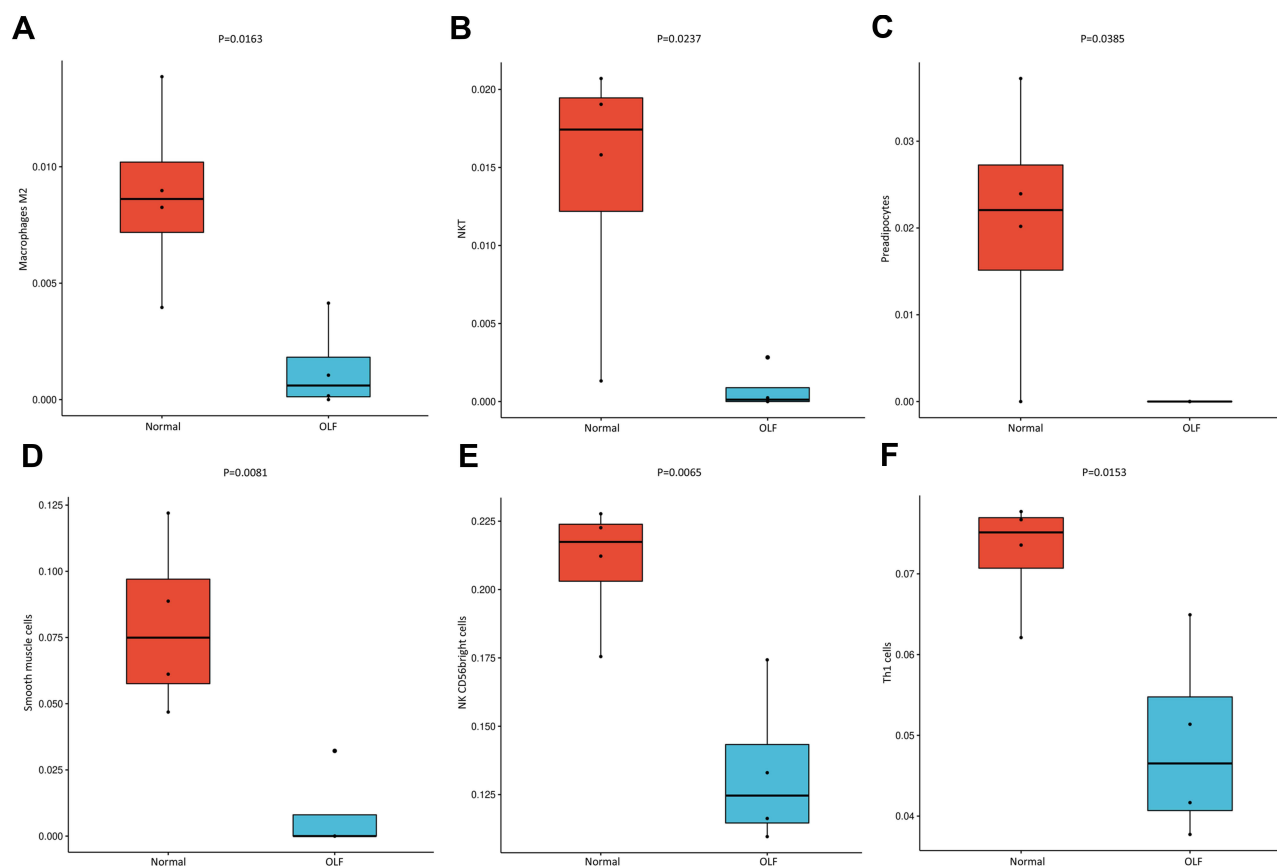 A
P=0.0163
Macrophages M2
0.010
0.005
0.000
Normal
OLF
B
P=0.0237
NKT
0.020
0.015
0.010
0.005
0.000
Normal
OLF
C
P=0.0385
Preadipocytes
0.03
0.02
0.01
0.00
Normal
OLF
D
P=0.0081
Smooth muscle cells
0.125
0.100
0.075
0.050
0.025
0.000
Normal
OLF
E
P=0.0065
NK CD56bright cells
0.225
0.200
0.175
0.150
0.125
Normal
OLF
F
P=0.0153
Th1 cells
0.07
0.06
0.05
0.04
Normal
OLF